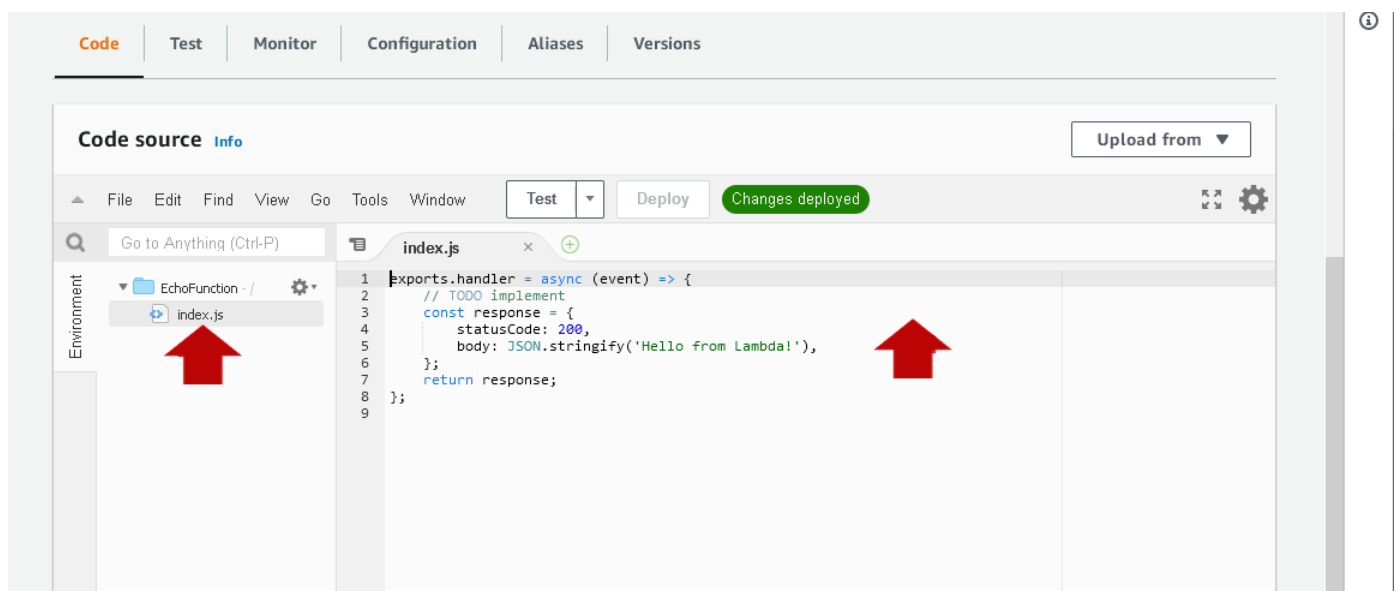 Code Test Monitor Configuration Aliases Versions
Code source Info
Upload from
File Edit Find View Go Tools Window Test Deploy Changes deployed
Go to Anything (Ctrl-P)
index.js
Environment
EchoFunction - /
index.js
1 exports.handler = async (event) => {
2 // TODO implement
3 const response = {
4 statusCode: 200,
5 body: JSON.stringify('Hello from Lambda!'),
6 };
7 return response;
8 };
9